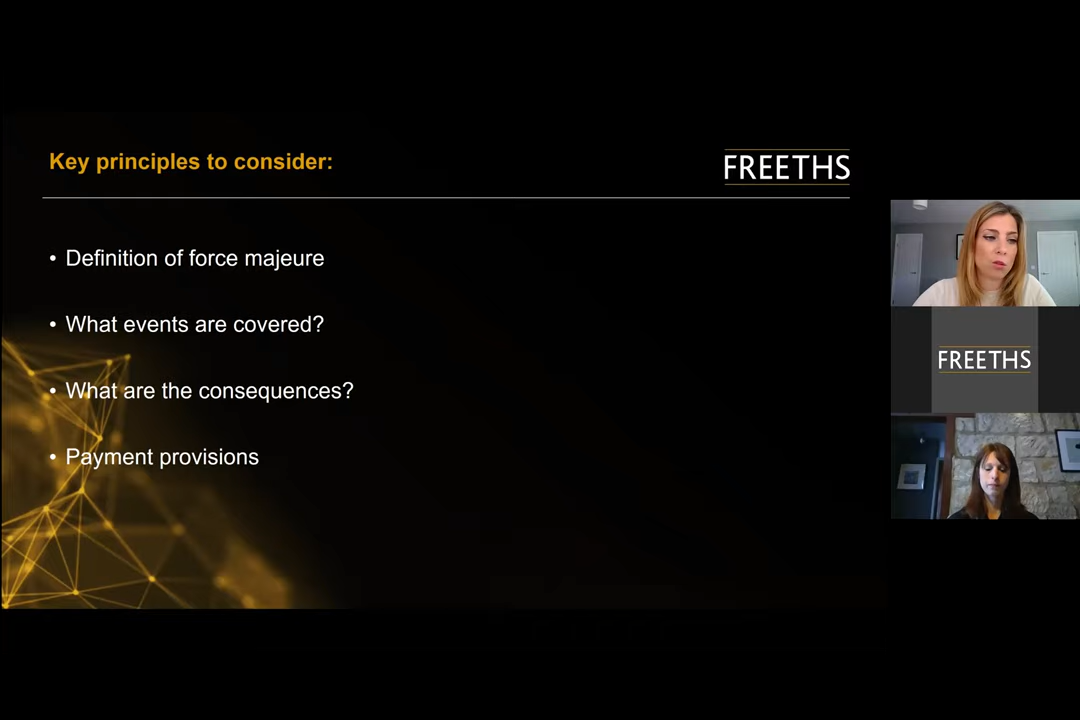 Key principles to consider:
FREETHS
• Definition of force majeure
• What events are covered?
• What are the consequences?
• Payment provisions
FREETHS